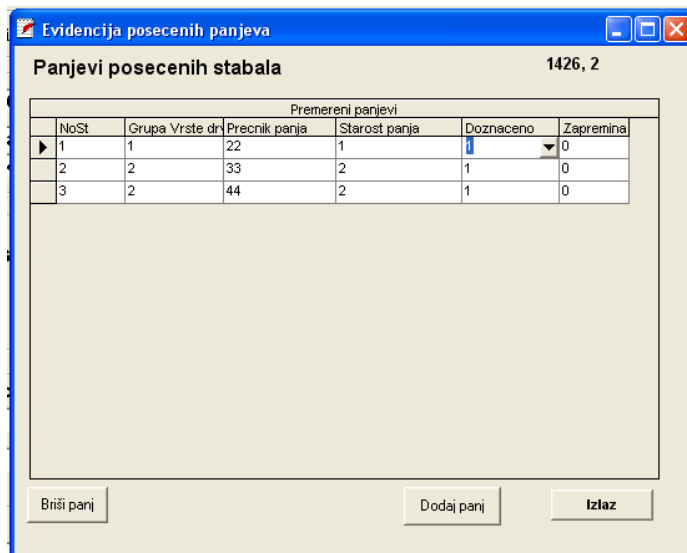 Evidencija posecenih panjeva
Panjevi posecenih stabala 1426, 2
Premereni panjevi
NoSt Grupa Vrste drv Precnik panja Starost panja Doznaceno Zapremina
1 1 22 1 1 0
2 2 33 2 1 0
3 2 44 2 1 0
Briši panj Dodaj panj Izlaz